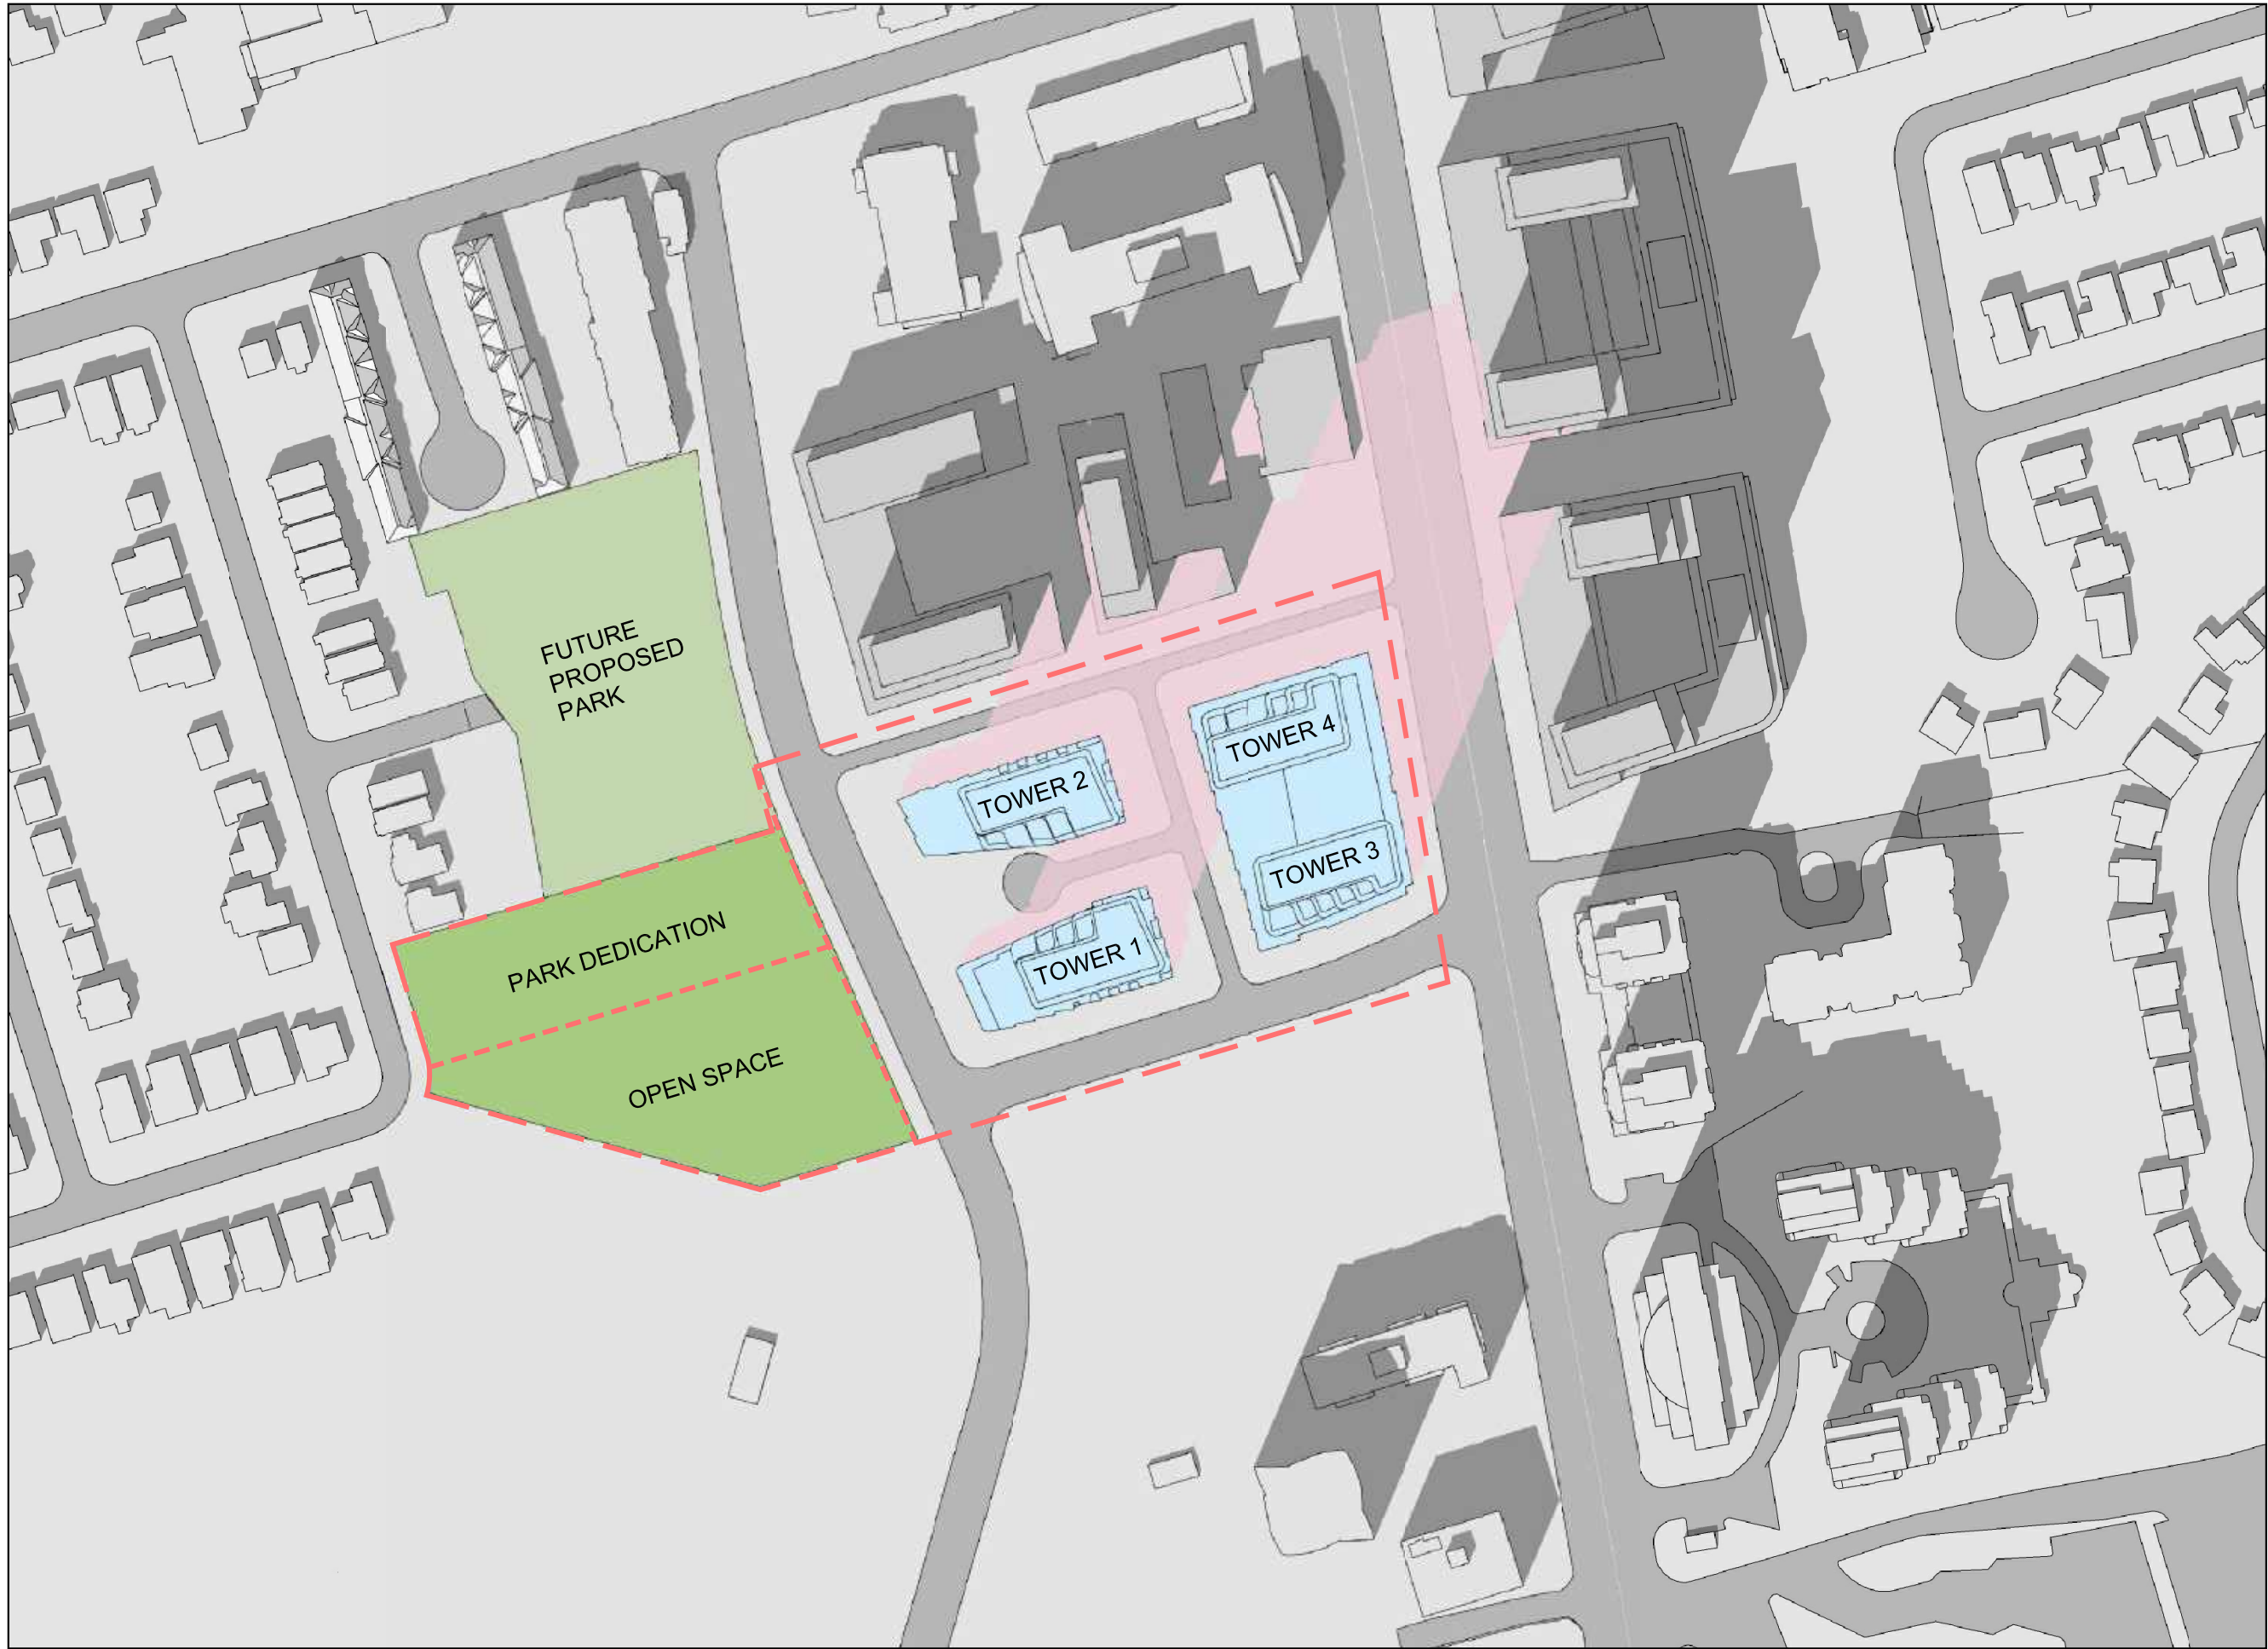 FUTURE
PROPOSED
PARK
TOWER 4
TOWER 2
TOWER 3
PARK DEDICATION
TOWER 1
OPEN SPACE